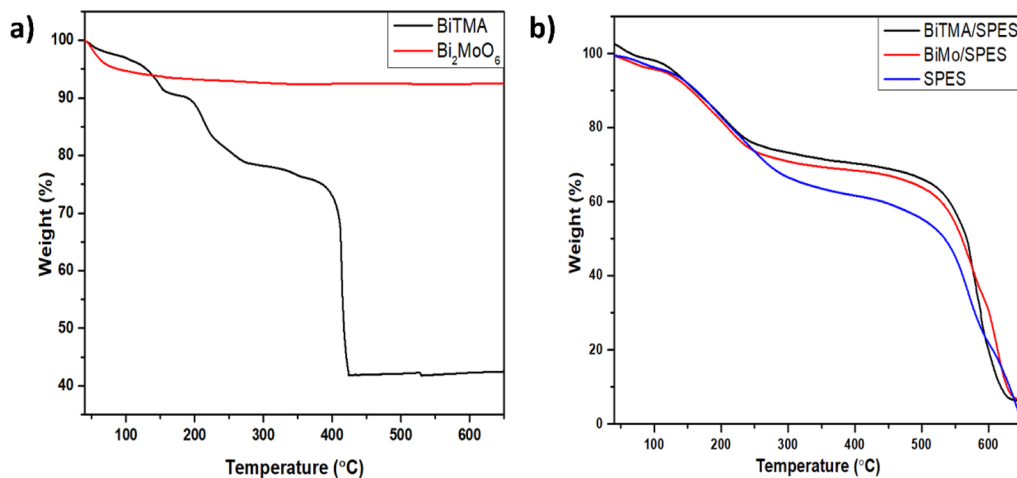 a)
BiTMA
Bi₂MoO₆
100
90
80
70
60
50
40
Weight (%)
100 200 300 400 500 600
Temperature (°C)
b)
BiTMA/SPES
BiMo/SPES
SPES
100
80
60
40
20
0
Weight (%)
100 200 300 400 500 600
Temperature (°C)